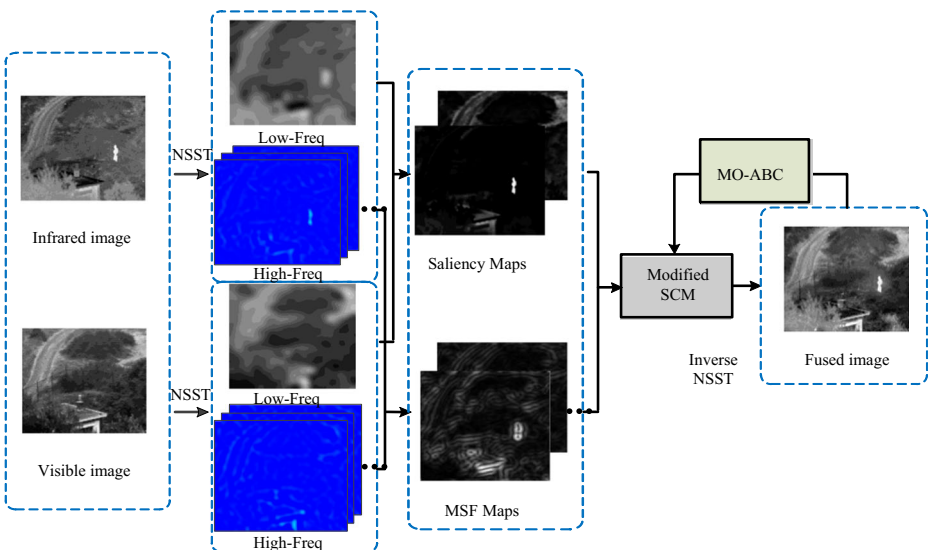 Infrared image
Visible image
NSST
NSST
Low-Freq
High-Freq
Low-Freq
High-Freq
Saliency Maps
MSF Maps
Modified
SCM
MO-ABC
Inverse
NSST
Fused image